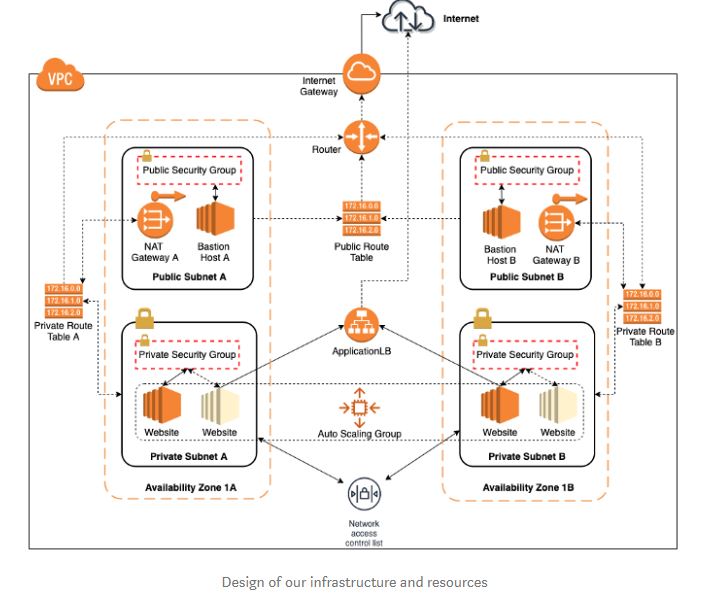 Internet
VPC
Internet
Gateway
Router
Public Security Group
NAT
Gateway A
Bastion
Host A
Public Subnet A
172.16.0.0
172.16.1.0
172.16.2.0
Public Route
Table
Public Security Group
Bastion
Host B
NAT
Gateway B
Public Subnet B
172.16.0.0
172.16.1.0
172.16.2.0
Private Route
Table A
172.16.0.0
172.16.1.0
172.16.2.0
Private Route
Table B
Private Security Group
Website
Website
Private Subnet A
Availability Zone 1A
ApplicationLB
Auto Scaling Group
Private Security Group
Website
Website
Private Subnet B
Availability Zone 1B
Network
access
control list
Design of our infrastructure and resources